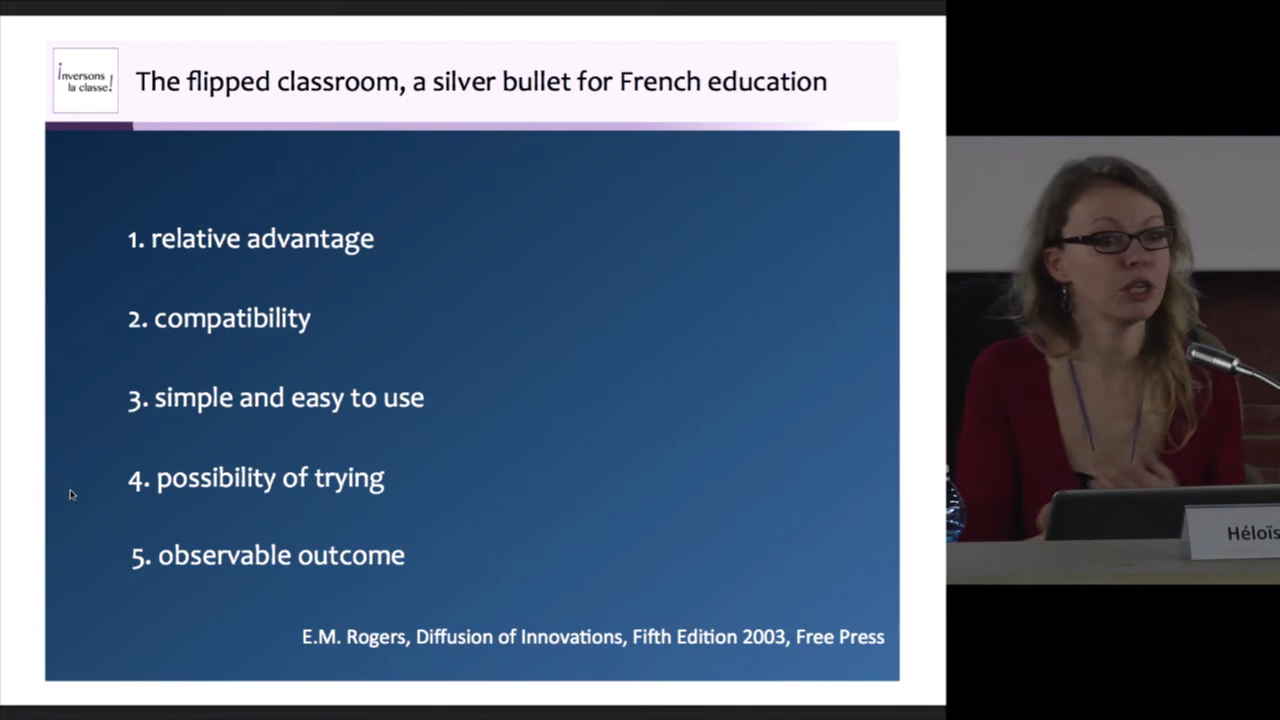 inversons
la classe!
The flipped classroom, a silver bullet for French education
1. relative advantage
2. compatibility
3. simple and easy to use
4. possibility of trying
5. observable outcome
E.M. Rogers, Diffusion of Innovations, Fifth Edition 2003, Free Press
Héloïs